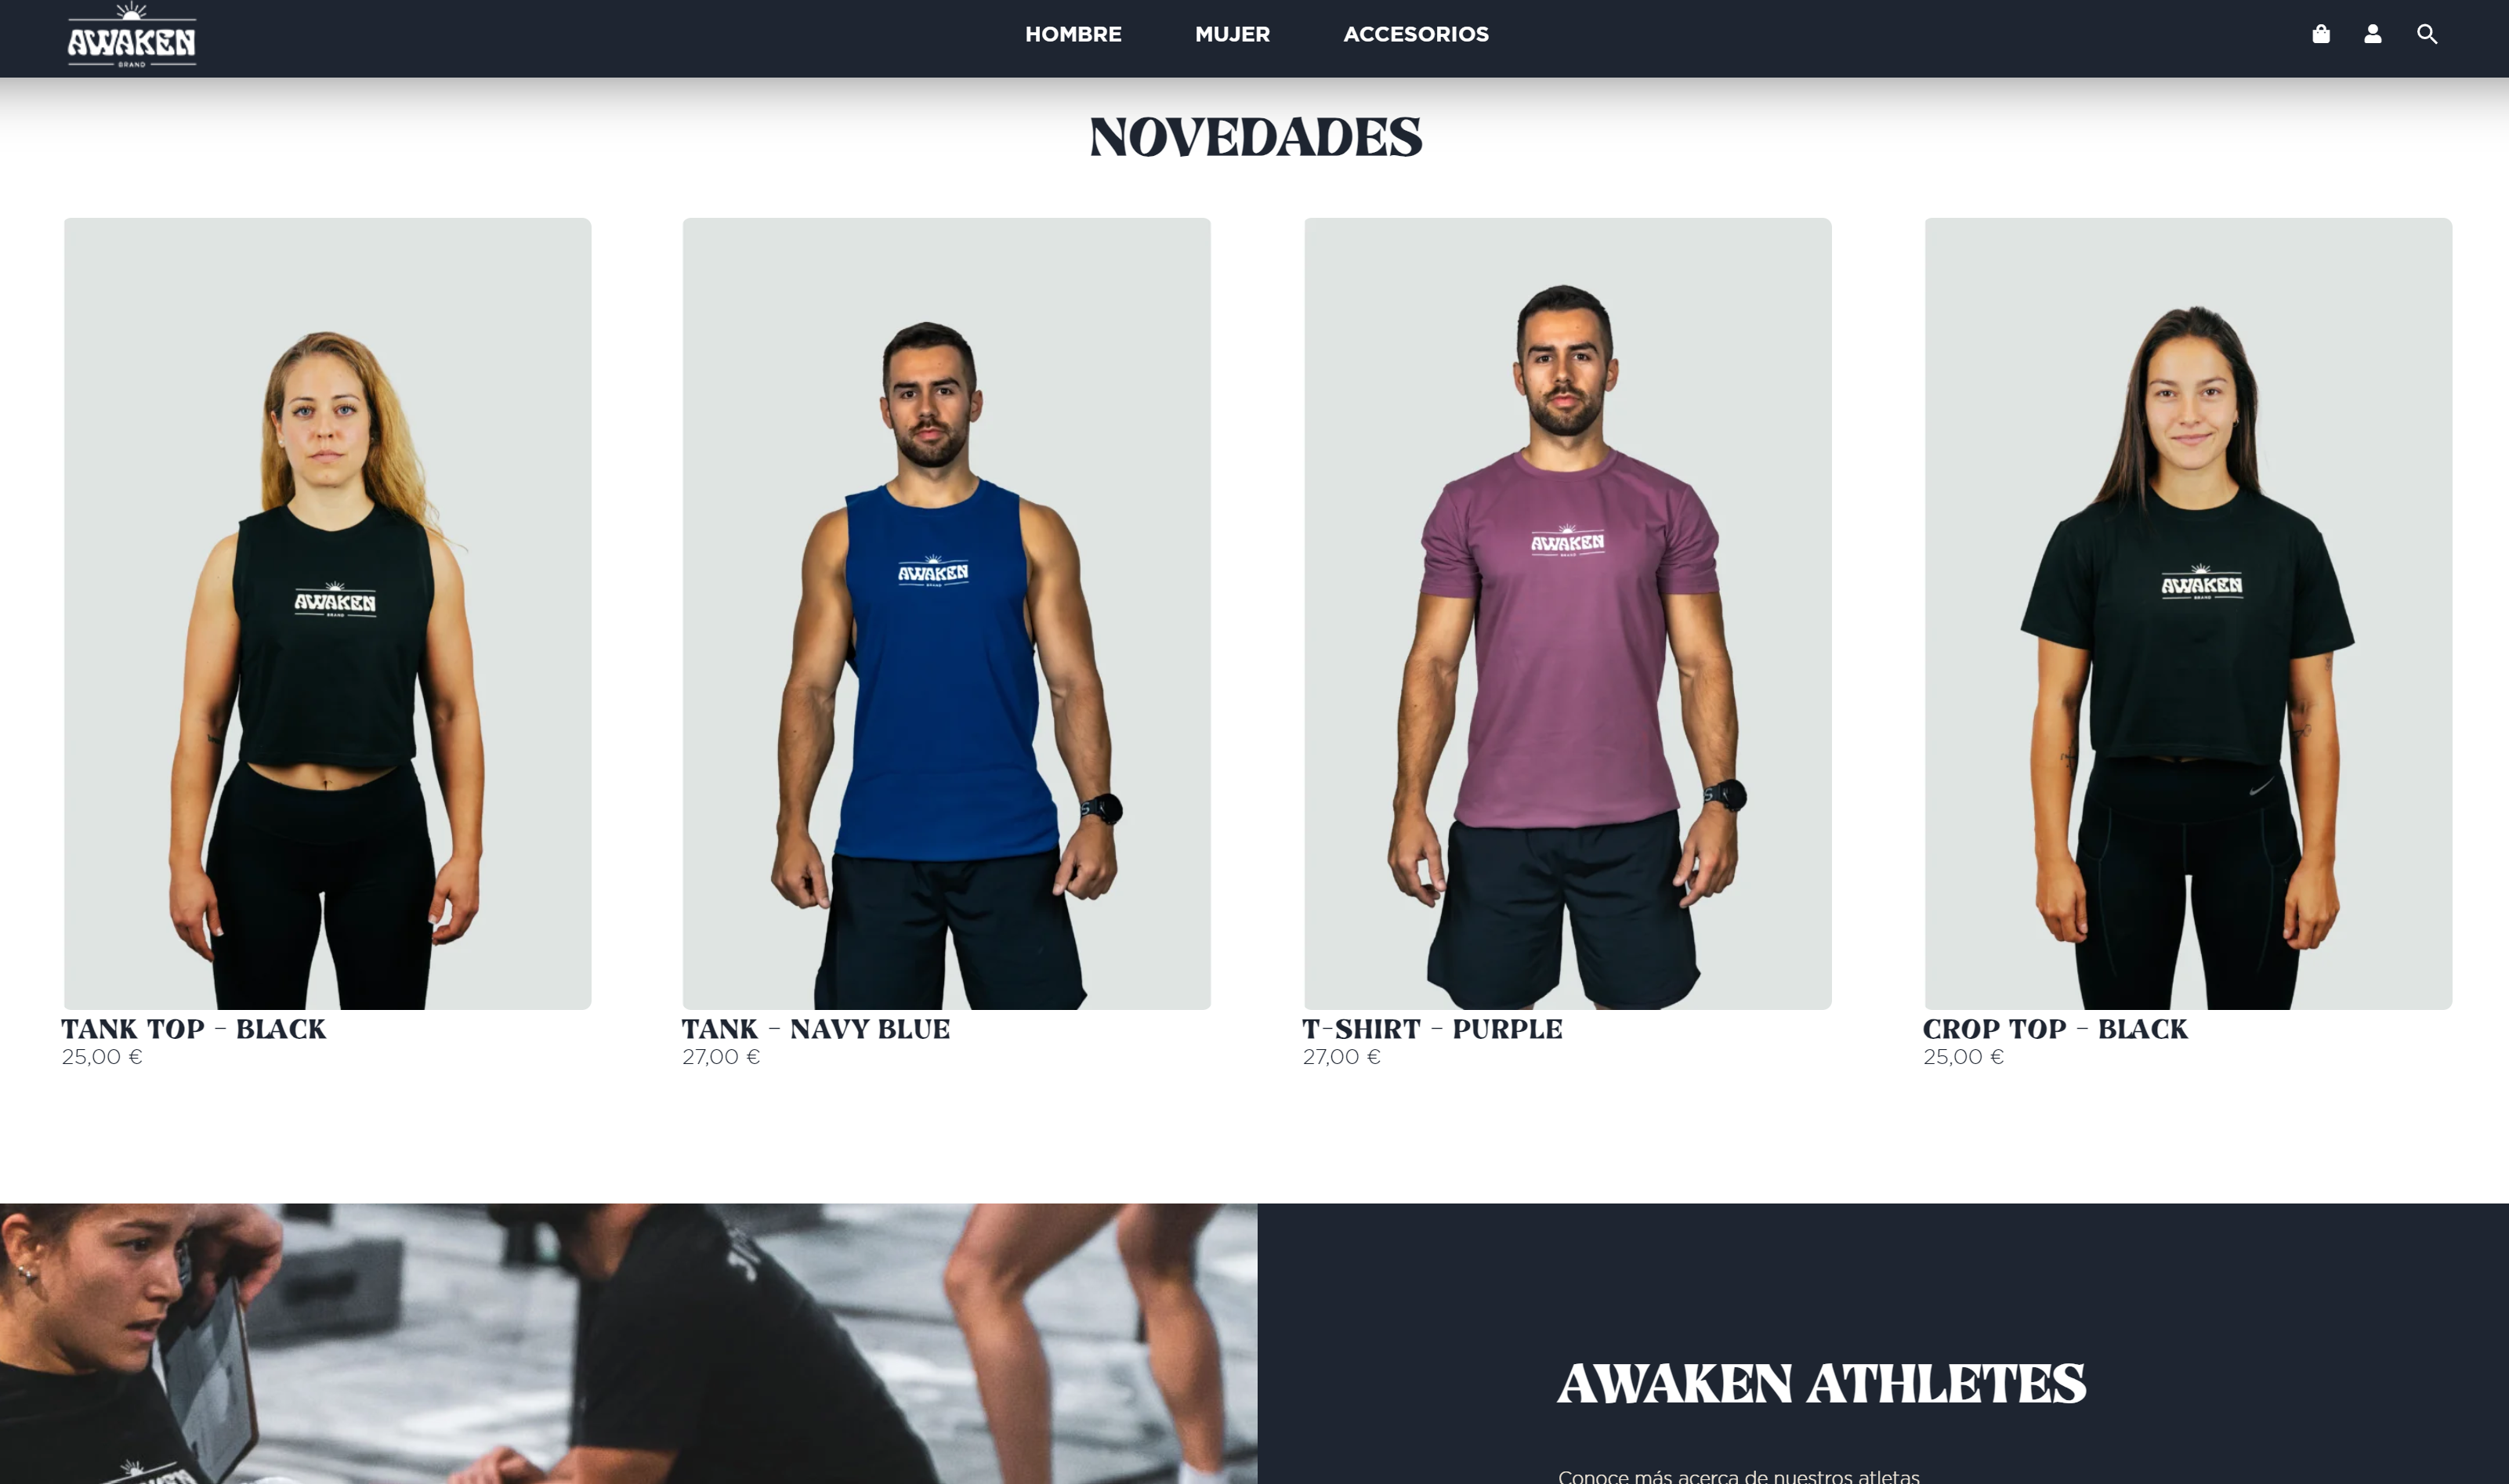 AWAKEN
BRAND
HOMBRE MUJER ACCESORIOS
NOVEDADES
AWAKEN
BRAND
AWAKEN
BRAND
AWAKEN
BRAND
AWAKEN
BRAND
TANK TOP - BLACK
25,00 €
TANK - NAVY BLUE
27,00 €
T-SHIRT - PURPLE
27,00 €
CROP TOP - BLACK
25,00 €
AWAKEN ATHLETES
Conoce más acerca de nuestros atletas
AWAKEN